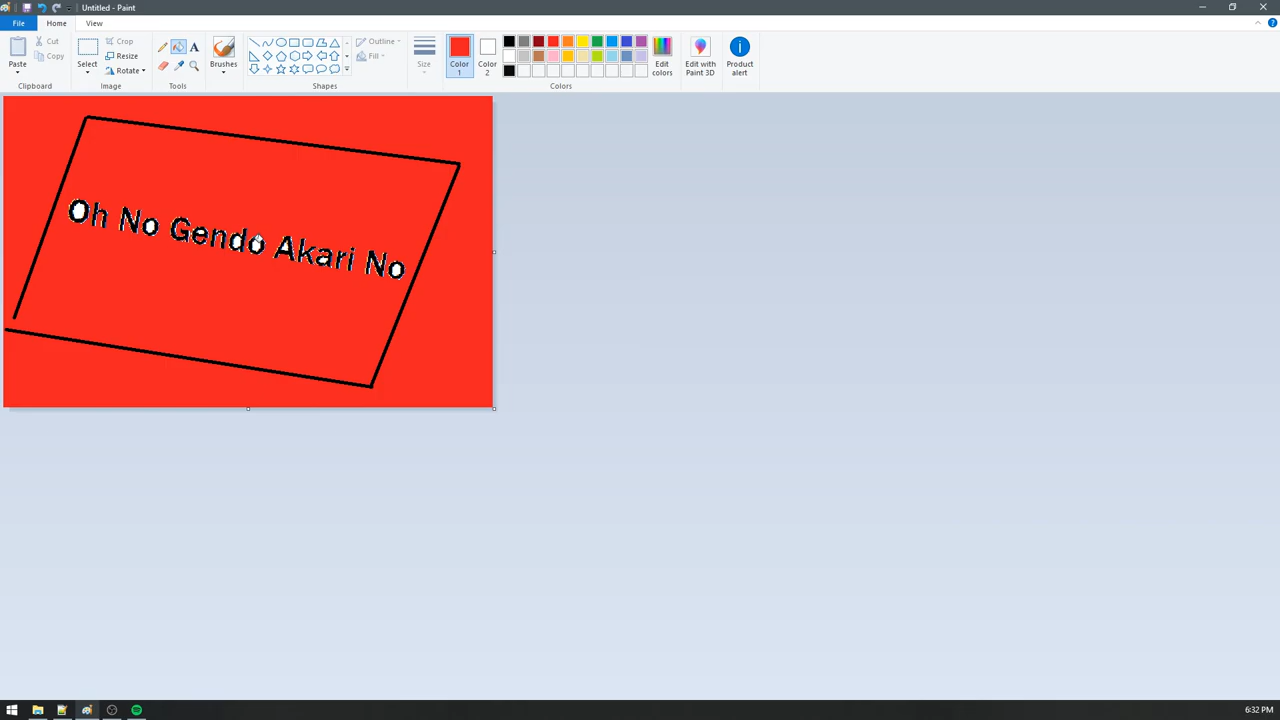 Untitled - Paint
File
Home
View
Paste
Cut
Copy
Clipboard
Select
Crop
Resize
Rotate
Image
A
Tools
Brushes
Outline
Fill
Shapes
Size
Color 1
Color 2
Edit colors
Colors
Edit with Paint 3D
Product alert
Oh No Gendo Akari No
6:32 PM